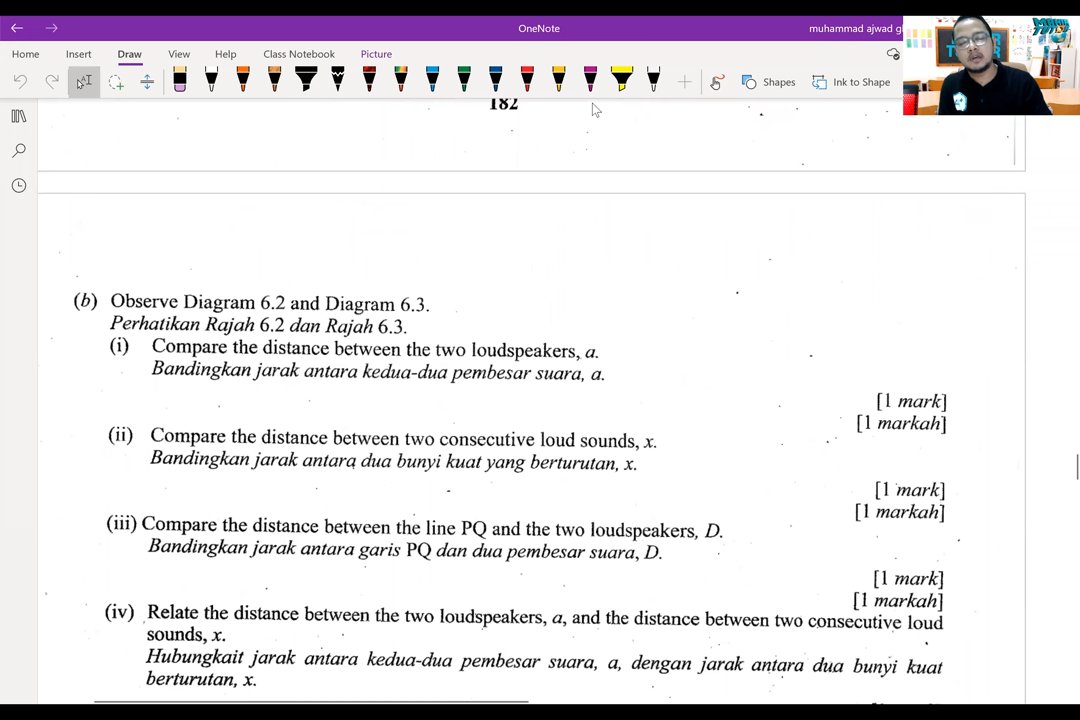 OneNote
muhammad ajwad g
Home Insert Draw View Help Class Notebook Picture
Shapes Ink to Shape
182
(b) Observe Diagram 6.2 and Diagram 6.3.
Perhatikan Rajah 6.2 dan Rajah 6.3.
(i) Compare the distance between the two loudspeakers, a.
Bandingkan jarak antara kedua-dua pembesar suara, a.
[1 mark]
[1 markah]
(ii) Compare the distance between two consecutive loud sounds, x.
Bandingkan jarak antara dua bunyi kuat yang berturutan, x.
[1 mark]
[1 markah]
(iii) Compare the distance between the line PQ and the two loudspeakers, D.
Bandingkan jarak antara garis PQ dan dua pembesar suara, D.
[1 mark]
[1 markah]
(iv) Relate the distance between the two loudspeakers, a, and the distance between two consecutive loud
sounds, x.
Hubungkait jarak antara kedua-dua pembesar suara, a, dengan jarak antara dua bunyi kuat
berturutan, x.